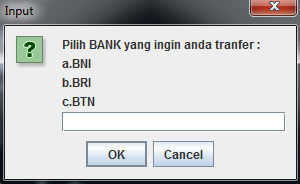 Input
Pilih BANK yang ingin anda tranfer :
a.BNI
b.BRI
c.BTN
OK
Cancel